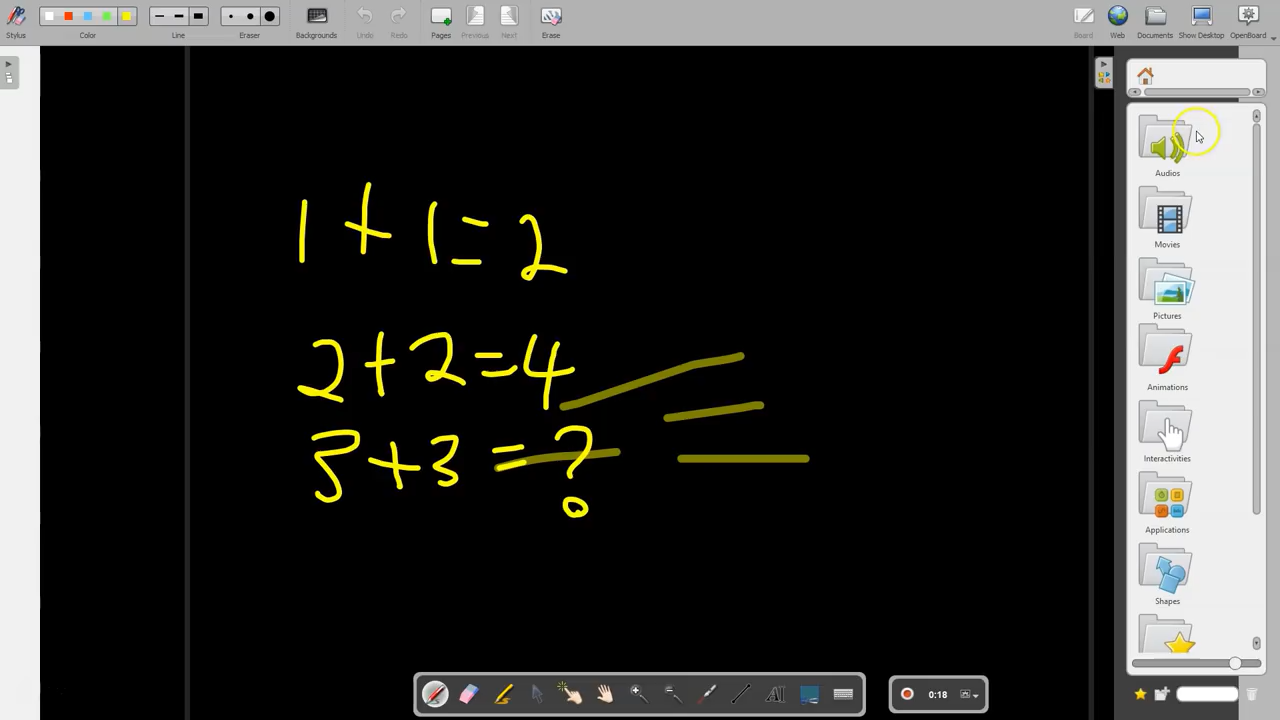 Stylus Color Line Eraser Backgrounds Undo Redo Pages Previous Next Erase Board Web Documents Show Desktop OpenBoard
1 + 1 = 2
2 + 2 = 4
3 + 3 = ?
Audios
Movies
Pictures
Animations
Interactivities
Applications
Shapes
0:18